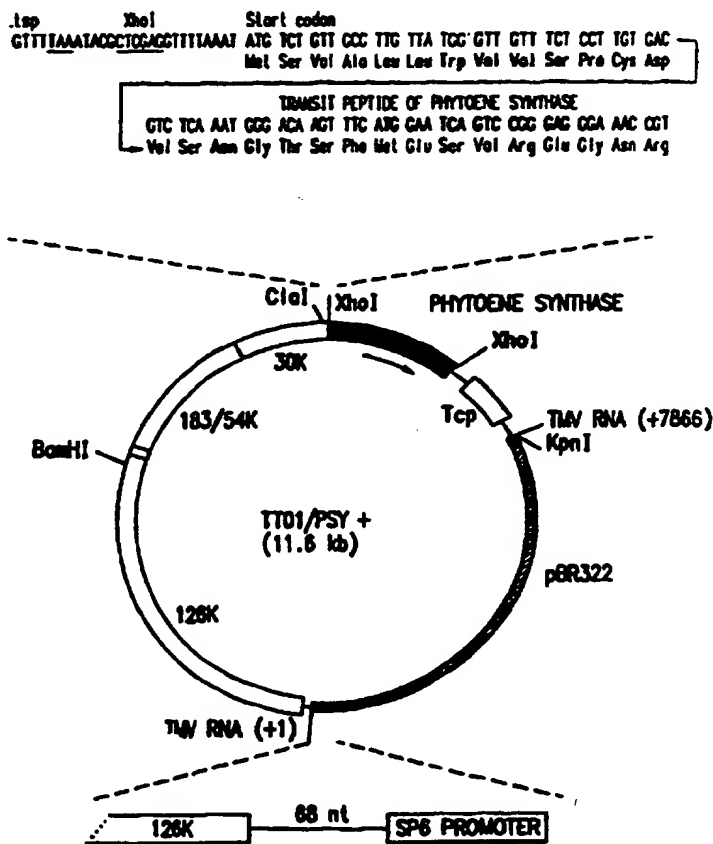 .tsp XhoI Start codon
GTTTTAAATACGCTCGAGGTTTTAAAT ATG TCT GTT GCC TTG TTA TGG GTT GTT TCT CCT TGT GAC
Met Ser Val Ala Leu Leu Trp Val Val Ser Pro Cys Asp
TRANSIT PEPTIDE OF PHYTOENE SYNTHASE
GTC TCA AAT GGG ACA AGT TTC ATG GAA TCA GTC CGG GAG GGA AAC CGT
Val Ser Asn Gly Thr Ser Phe Met Glu Ser Val Arg Glu Gly Asn Arg
ClaI XhoI PHYTOENE SYNTHASE
XhoI
30K
Tcp
183/54K
TMV RNA (+7866)
KpnI
BamHI
TTO1/PSY +
(11.6 kb)
pBR322
126K
TMV RNA (+1)
68 nt
126K SP6 PROMOTER